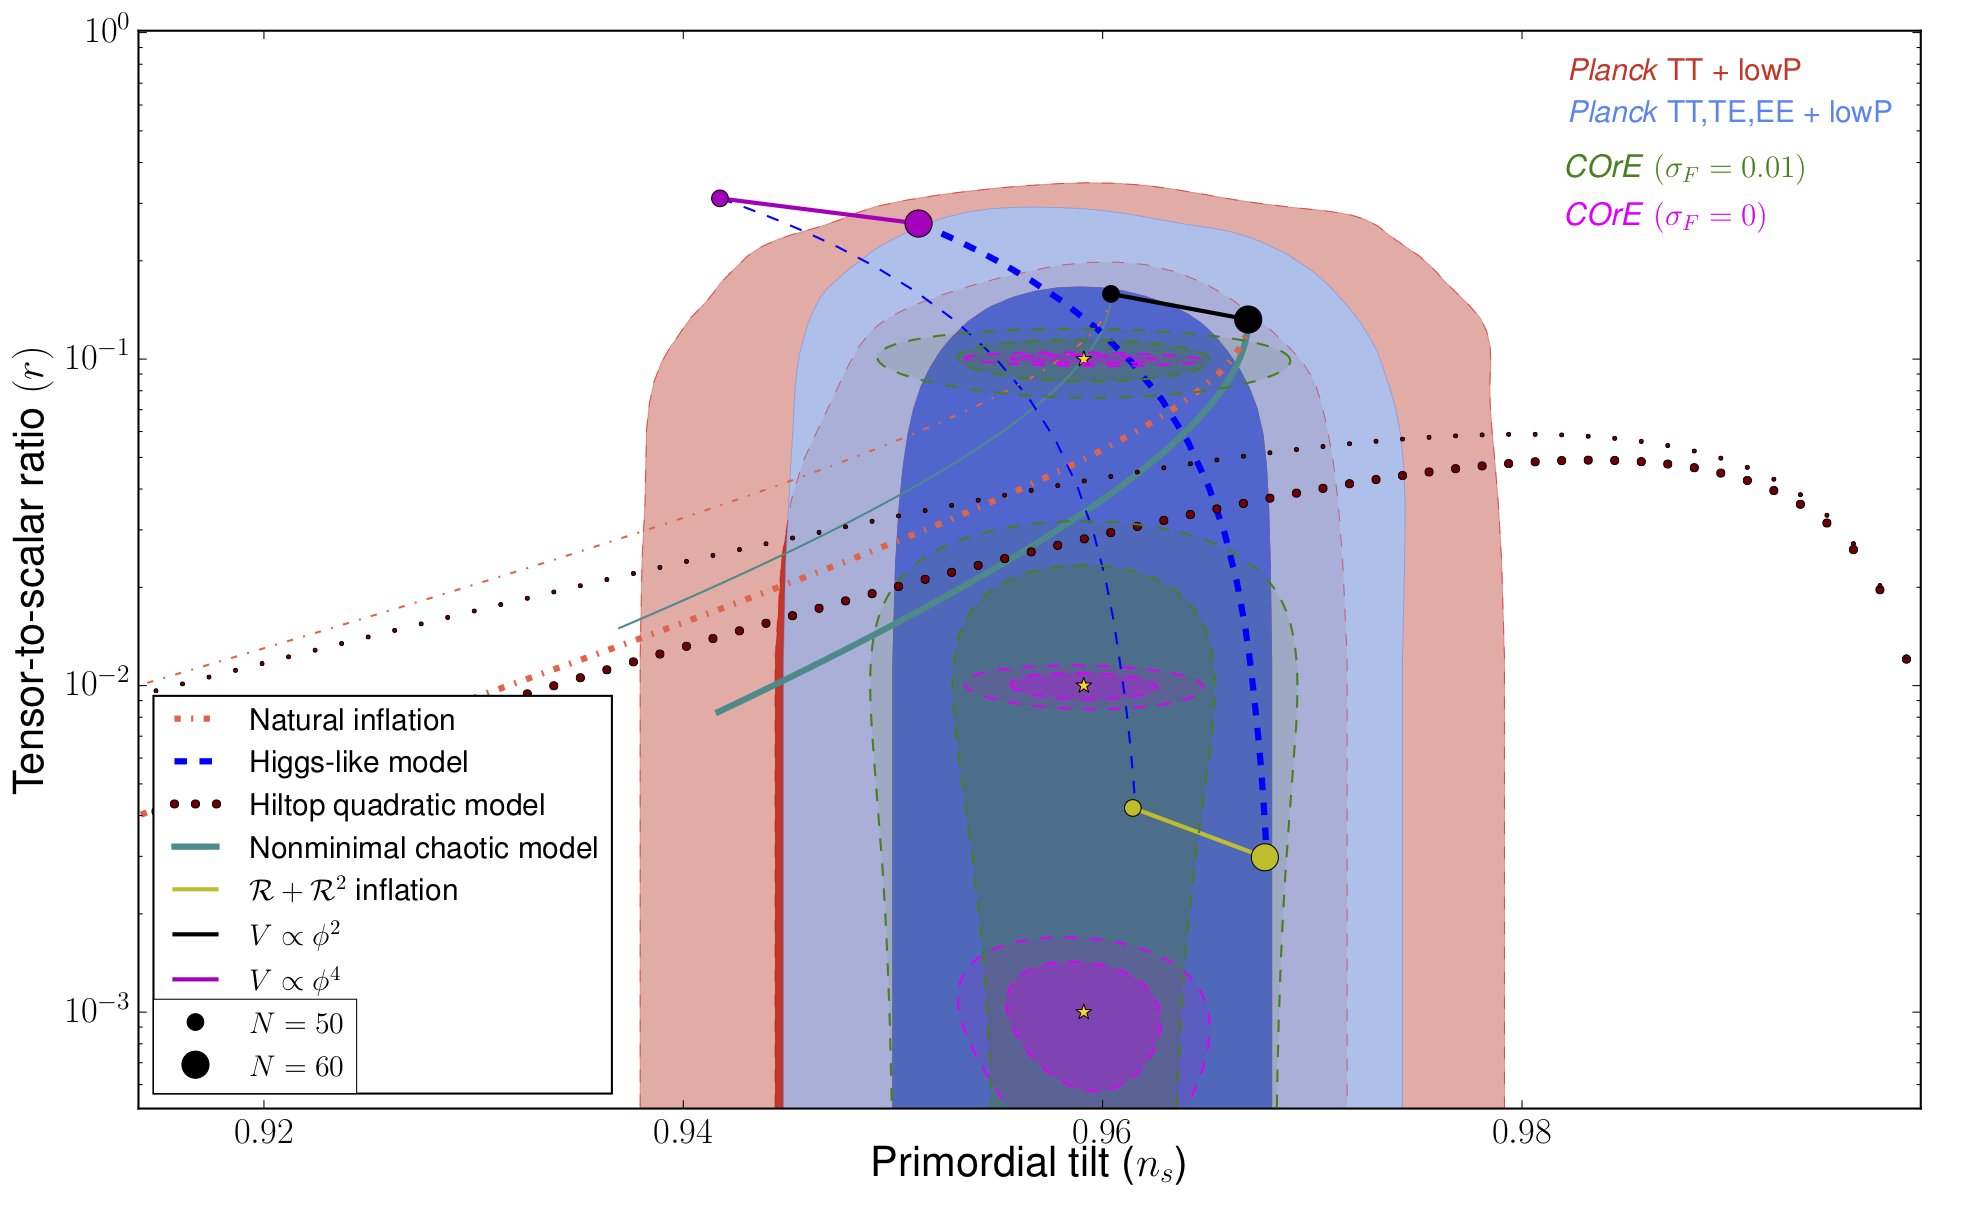 10⁰
10⁻¹
10⁻²
10⁻³
Tensor-to-scalar ratio (r)
Planck TT + lowP
Planck TT,TE,EE + lowP
COrE (σ_F = 0.01)
COrE (σ_F = 0)
Natural inflation
Higgs-like model
Hiltop quadratic model
Nonminimal chaotic model
ℛ + ℛ² inflation
V ∝ ϕ²
V ∝ ϕ⁴
N = 50
N = 60
0.92 0.94 0.96 0.98
Primordial tilt (n_s)